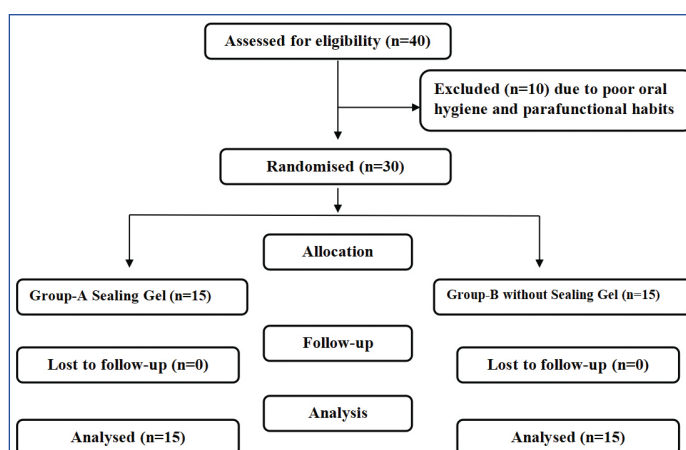 Assessed for eligibility (n=40)
Excluded (n=10) due to poor oral
hygiene and parafunctional habits
Randomised (n=30)
Allocation
Group-A Sealing Gel (n=15)
Group-B without Sealing Gel (n=15)
Follow-up
Lost to follow-up (n=0)
Lost to follow-up (n=0)
Analysis
Analysed (n=15)
Analysed (n=15)